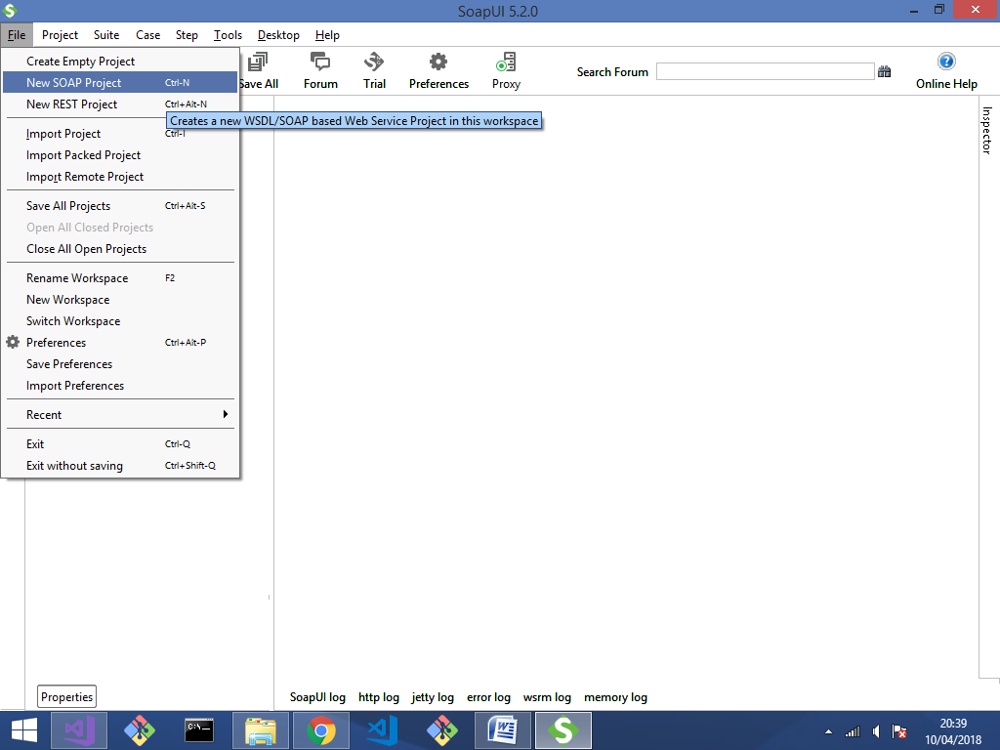 SoapUI 5.2.0
File Project Suite Case Step Tools Desktop Help
Create Empty Project
New SOAP Project Ctrl-N
New REST Project Ctrl+Alt-N
Creates a new WSDL/SOAP based Web Service Project in this workspace
Import Project Ctrl-I
Import Packed Project
Import Remote Project
Save All Projects Ctrl+Alt-S
Open All Closed Projects
Close All Open Projects
Rename Workspace F2
New Workspace
Switch Workspace
Preferences Ctrl+Alt-P
Save Preferences
Import Preferences
Recent
Exit Ctrl-Q
Exit without saving Ctrl+Shift-Q
Save All Forum Trial Preferences Proxy
Search Forum
Online Help
Inspector
Properties
SoapUI log http log jetty log error log wsrm log memory log
C:\
20:39
10/04/2018